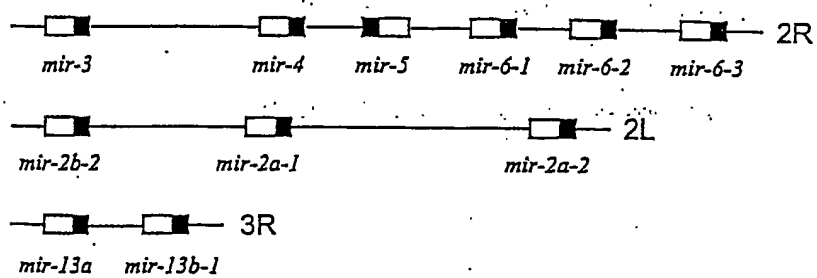 2R
mir-3 mir-4 mir-5 mir-6-1 mir-6-2 mir-6-3
2L
mir-2b-2 mir-2a-1 mir-2a-2
3R
mir-13a mir-13b-1